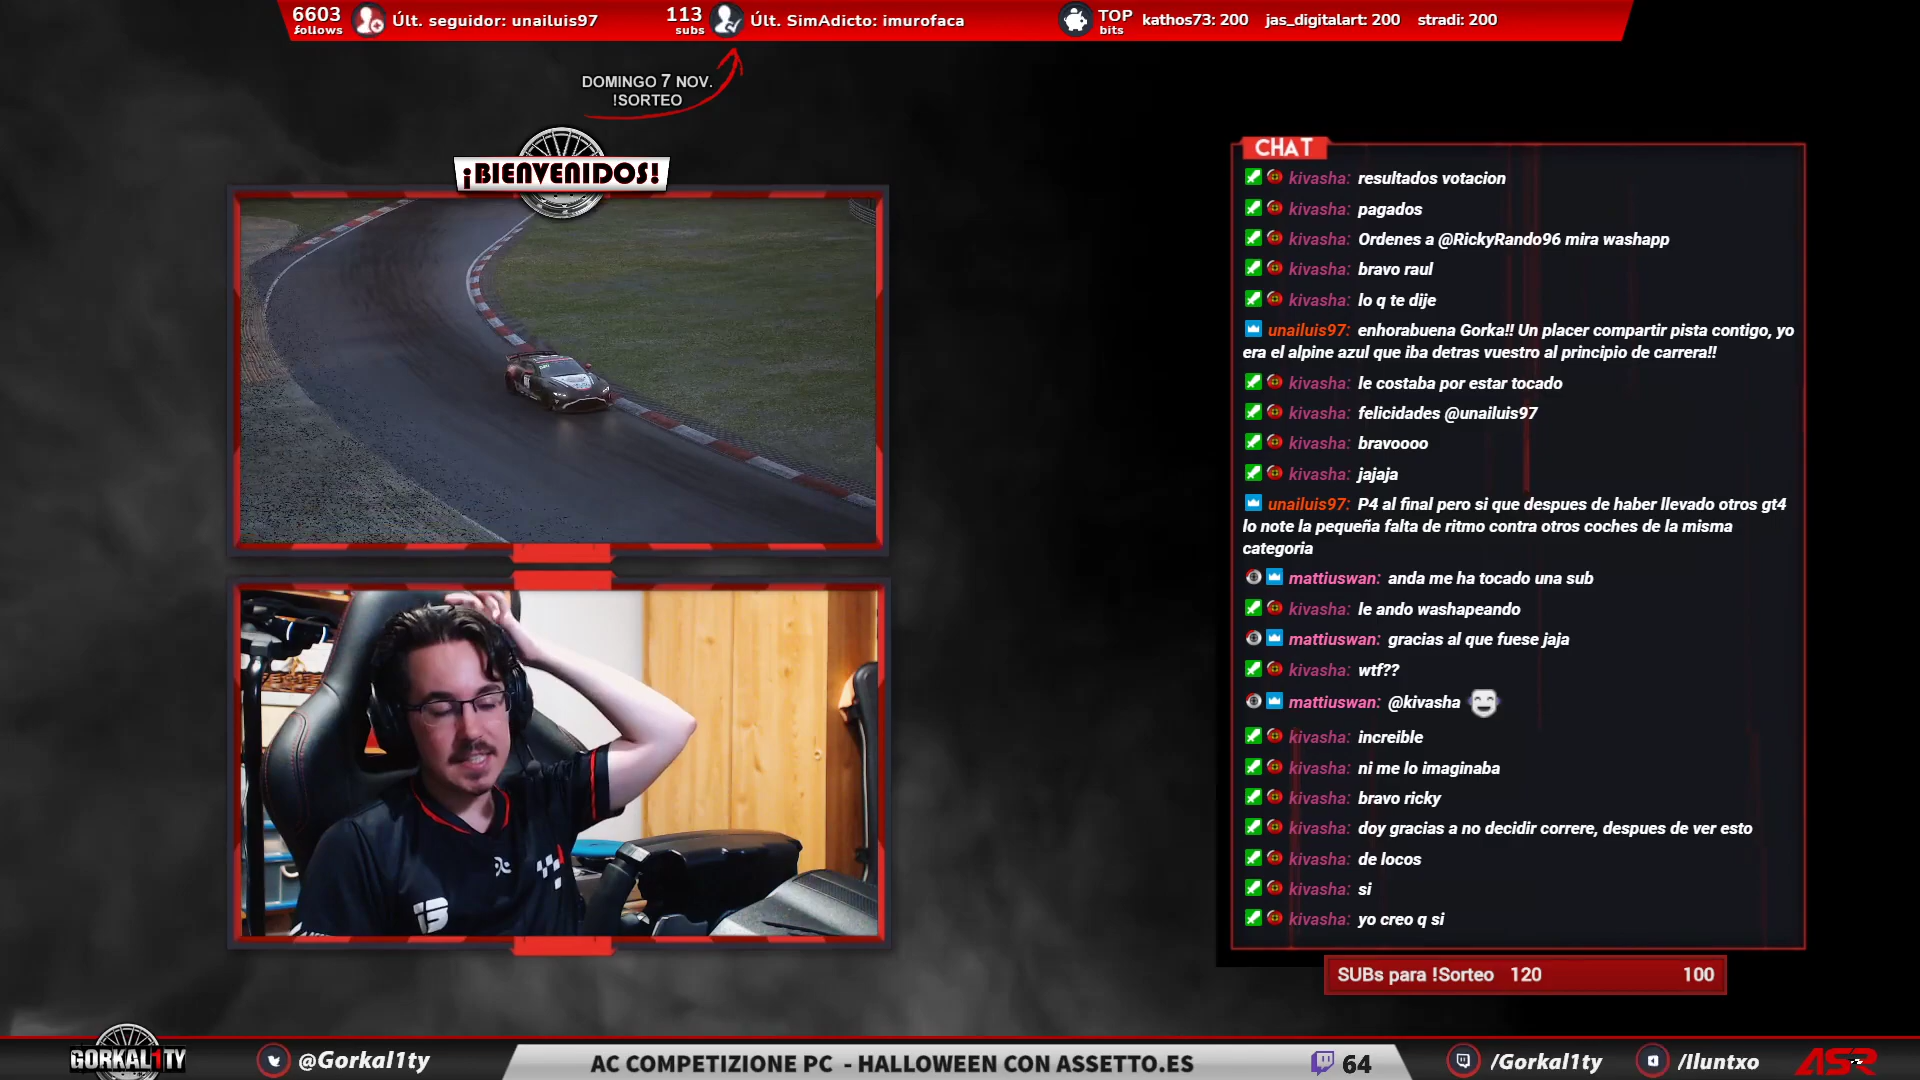 6603
follows
Últ. seguidor: unailuis97
113
subs
Últ. SimAdicto: imurofaca
TOP
bits
kathos73: 200 jas_digitalart: 200 stradi: 200
DOMINGO 7 NOV.
!SORTEO
¡BIENVENIDOS!
CHAT
kivasha: resultados votacion
kivasha: pagados
kivasha: Ordenes a @RickyRando96 mira washapp
kivasha: bravo raul
kivasha: lo q te dije
unailuis97: enhorabuena Gorka!! Un placer compartir pista contigo, yo
era el alpine azul que iba detras vuestro al principio de carrera!!
kivasha: le costaba por estar tocado
kivasha: felicidades @unailuis97
kivasha: bravoooo
kivasha: jajaja
unailuis97: P4 al final pero si que despues de haber llevado otros gt4
lo note la pequeña falta de ritmo contra otros coches de la misma
categoria
mattiuswan: anda me ha tocado una sub
kivasha: le ando washapeando
mattiuswan: gracias al que fuese jaja
kivasha: wtf??
mattiuswan: @kivasha
kivasha: increible
kivasha: ni me lo imaginaba
kivasha: bravo ricky
kivasha: doy gracias a no decidir correre, despues de ver esto
kivasha: de locos
kivasha: si
kivasha: yo creo q si
SUBs para !Sorteo 120 100
GORKAL1TY
@Gorkal1ty
AC COMPETIZIONE PC - HALLOWEEN CON ASSETTO.ES
64
/Gorkal1ty
/Iluntxo
ASR